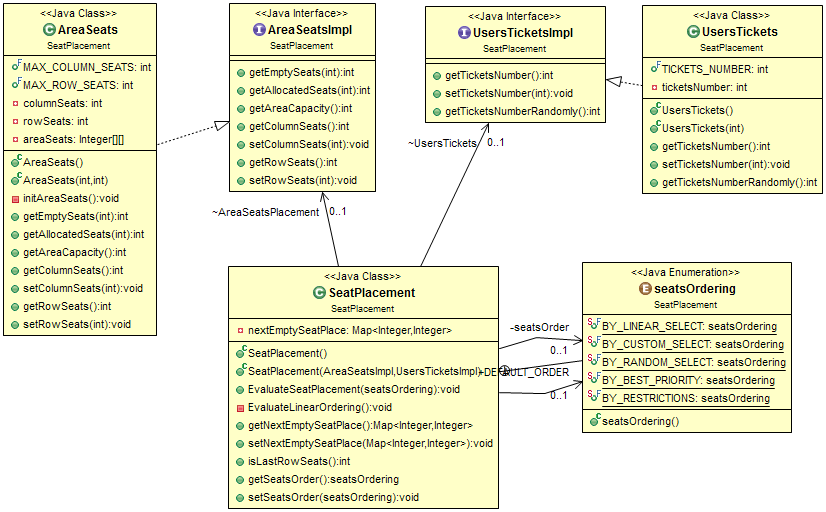 <<Java Class>>
AreaSeats
SeatPlacement
MAX_COLUMN_SEATS: int
MAX_ROW_SEATS: int
columnSeats: int
rowSeats: int
areaSeats: Integer[][]
AreaSeats()
AreaSeats(int,int)
initAreaSeats():void
getEmptySeats(int):int
getAllocatedSeats(int):int
getAreaCapacity():int
getColumnSeats():int
setColumnSeats(int):void
getRowSeats():int
setRowSeats(int):void
<<Java Interface>>
AreaSeatsImpl
SeatPlacement
getEmptySeats(int):int
getAllocatedSeats(int):int
getAreaCapacity():int
getColumnSeats():int
setColumnSeats(int):void
getRowSeats():int
setRowSeats(int):void
<<Java Interface>>
UsersTicketsImpl
SeatPlacement
getTicketsNumber():int
setTicketsNumber(int):void
getTicketsNumberRandomly():int
<<Java Class>>
UsersTickets
SeatPlacement
TICKETS_NUMBER: int
ticketsNumber: int
UsersTickets()
UsersTickets(int)
getTicketsNumber():int
setTicketsNumber(int):void
getTicketsNumberRandomly():int
~UsersTickets
0..1
~AreaSeatsPlacement
0..1
<<Java Class>>
SeatPlacement
SeatPlacement
nextEmptySeatPlace: Map<Integer,Integer>
SeatPlacement()
SeatPlacement(AreaSeatsImpl,UsersTicketsImpl)
EvaluateSeatPlacement(seatsOrdering):void
EvaluateLinearOrdering():void
getNextEmptySeatPlace():Map<Integer,Integer>
setNextEmptySeatPlace(Map<Integer,Integer>):void
isLastRowSeats():int
getSeatsOrder():seatsOrdering
setSeatsOrder(seatsOrdering):void
-seatsOrder
0..1
0..1
<<Java Enumeration>>
seatsOrdering
SeatPlacement
BY_LINEAR_SELECT: seatsOrdering
BY_CUSTOM_SELECT: seatsOrdering
BY_RANDOM_SELECT: seatsOrdering
BY_BEST_PRIORITY: seatsOrdering
BY_RESTRICTIONS: seatsOrdering
seatsOrdering()